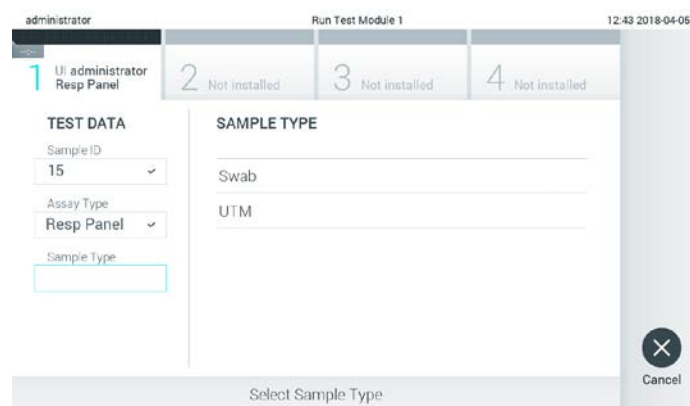 administrator
Run Test Module 1
12:43 2018-04-05
1 UI administrator
Resp Panel
2 Not installed
3 Not installed
4 Not installed
TEST DATA
Sample ID
15
Assay Type
Resp Panel
Sample Type
SAMPLE TYPE
Swab
UTM
Cancel
Select Sample Type